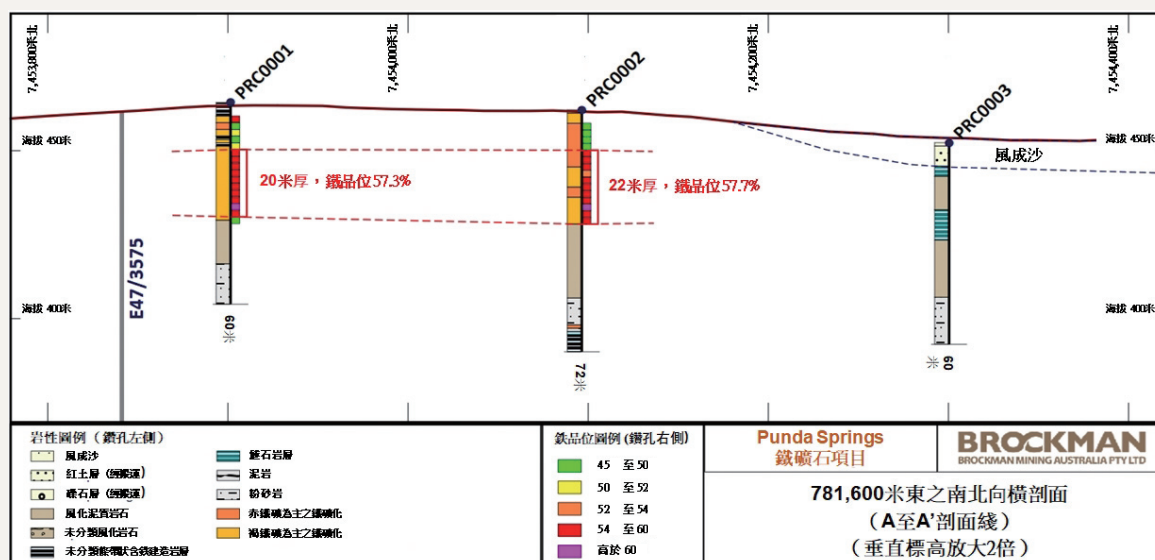 7,453,800米北
7,454,000米北
7,454,200米北
7,454,400米北
PRC0001
PRC0002
PRC0003
海拔 450米
海拔 450米
風成沙
20米厚，鐵品位57.3%
22米厚，鐵品位57.7%
E47/3575
海拔 400米
海拔 400米
60米
72米
60米
岩性圖例（鑽孔左側）
風成沙
紅土層 (經搬運)
礫石層 (經搬運)
風化泥質岩石
未分類風化岩石
未分類條帶狀含鐵建造岩層
燧石岩層
泥岩
粉砂岩
赤鐵礦為主之鐵礦化
褐鐵礦為主之鐵礦化
鉄品位圖例 (鑽孔右側)
45 至 50
50 至 52
52 至 54
54 至 60
高於 60
Punda Springs
鐵礦石項目
BROCKMAN
BROCKMAN MINING AUSTRALIA PTY LTD
781,600米東之南北向橫剖面
（A至A'剖面綫）
（垂直標高放大2倍）